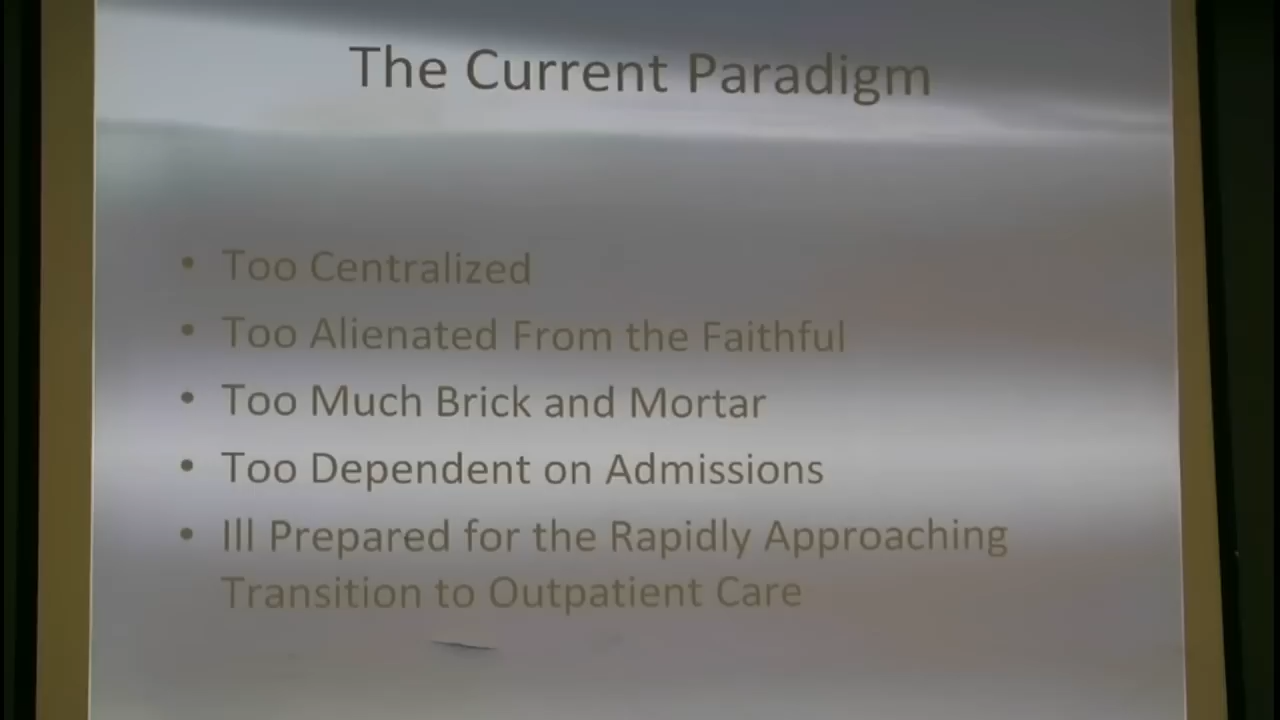 The Current Paradigm
• Too Centralized
• Too Alienated From the Faithful
• Too Much Brick and Mortar
• Too Dependent on Admissions
• Ill Prepared for the Rapidly Approaching
Transition to Outpatient Care